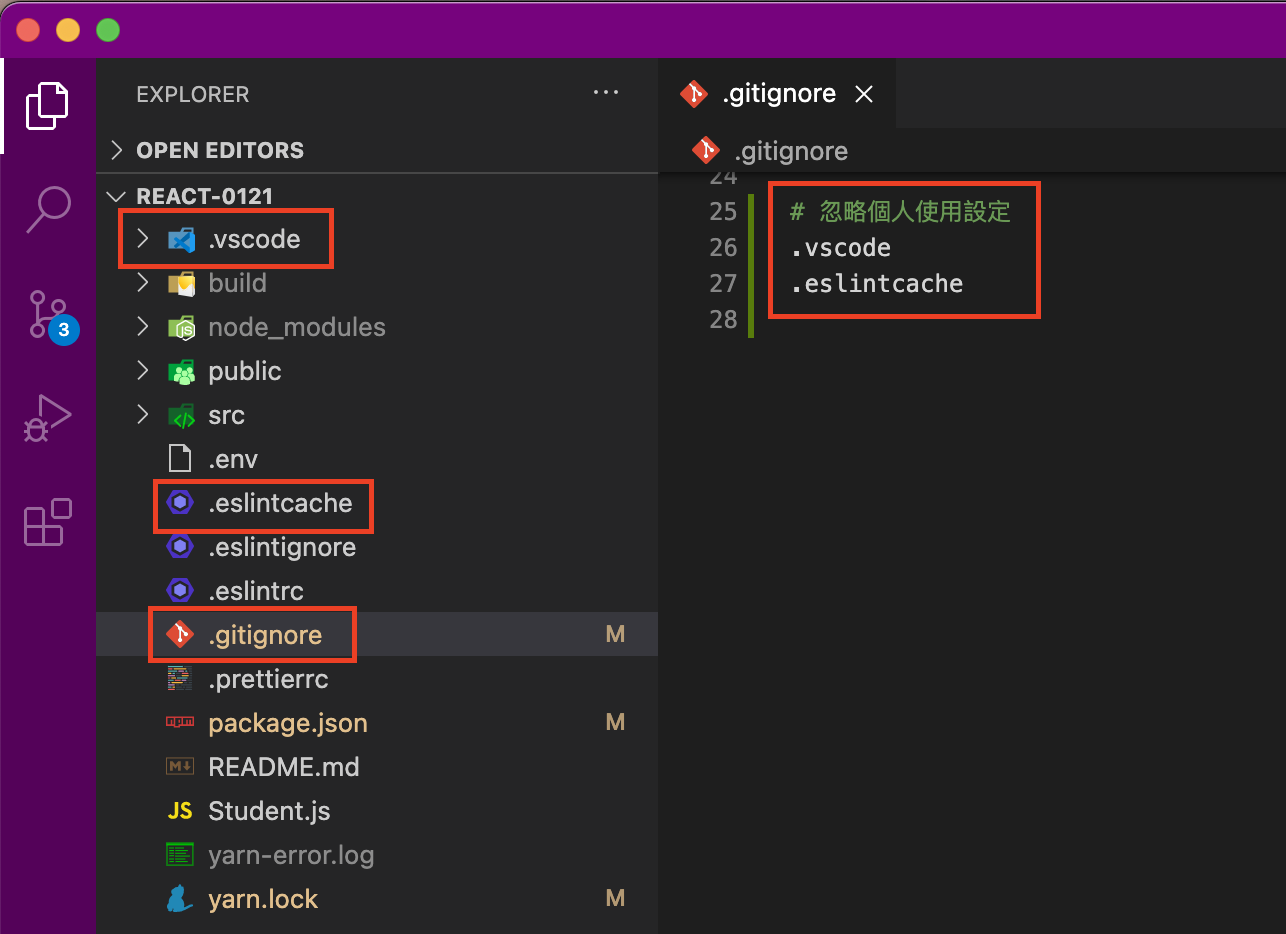 EXPLORER
···
OPEN EDITORS
REACT-0121
.vscode
build
node_modules
public
src
.env
.eslintcache
.eslintignore
.eslintrc
.gitignore M
.prettierrc
package.json M
README.md
JS Student.js
yarn-error.log
yarn.lock M
3
.gitignore
.gitignore
24
25 # 忽略個人使用設定
26 .vscode
27 .eslintcache
28